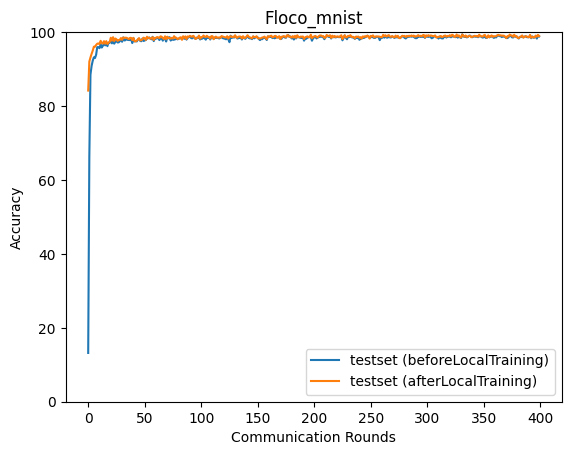 Floco_mnist
Accuracy
100
80
60
40
20
0
0 50 100 150 200 250 300 350 400
Communication Rounds
testset (beforeLocalTraining)
testset (afterLocalTraining)